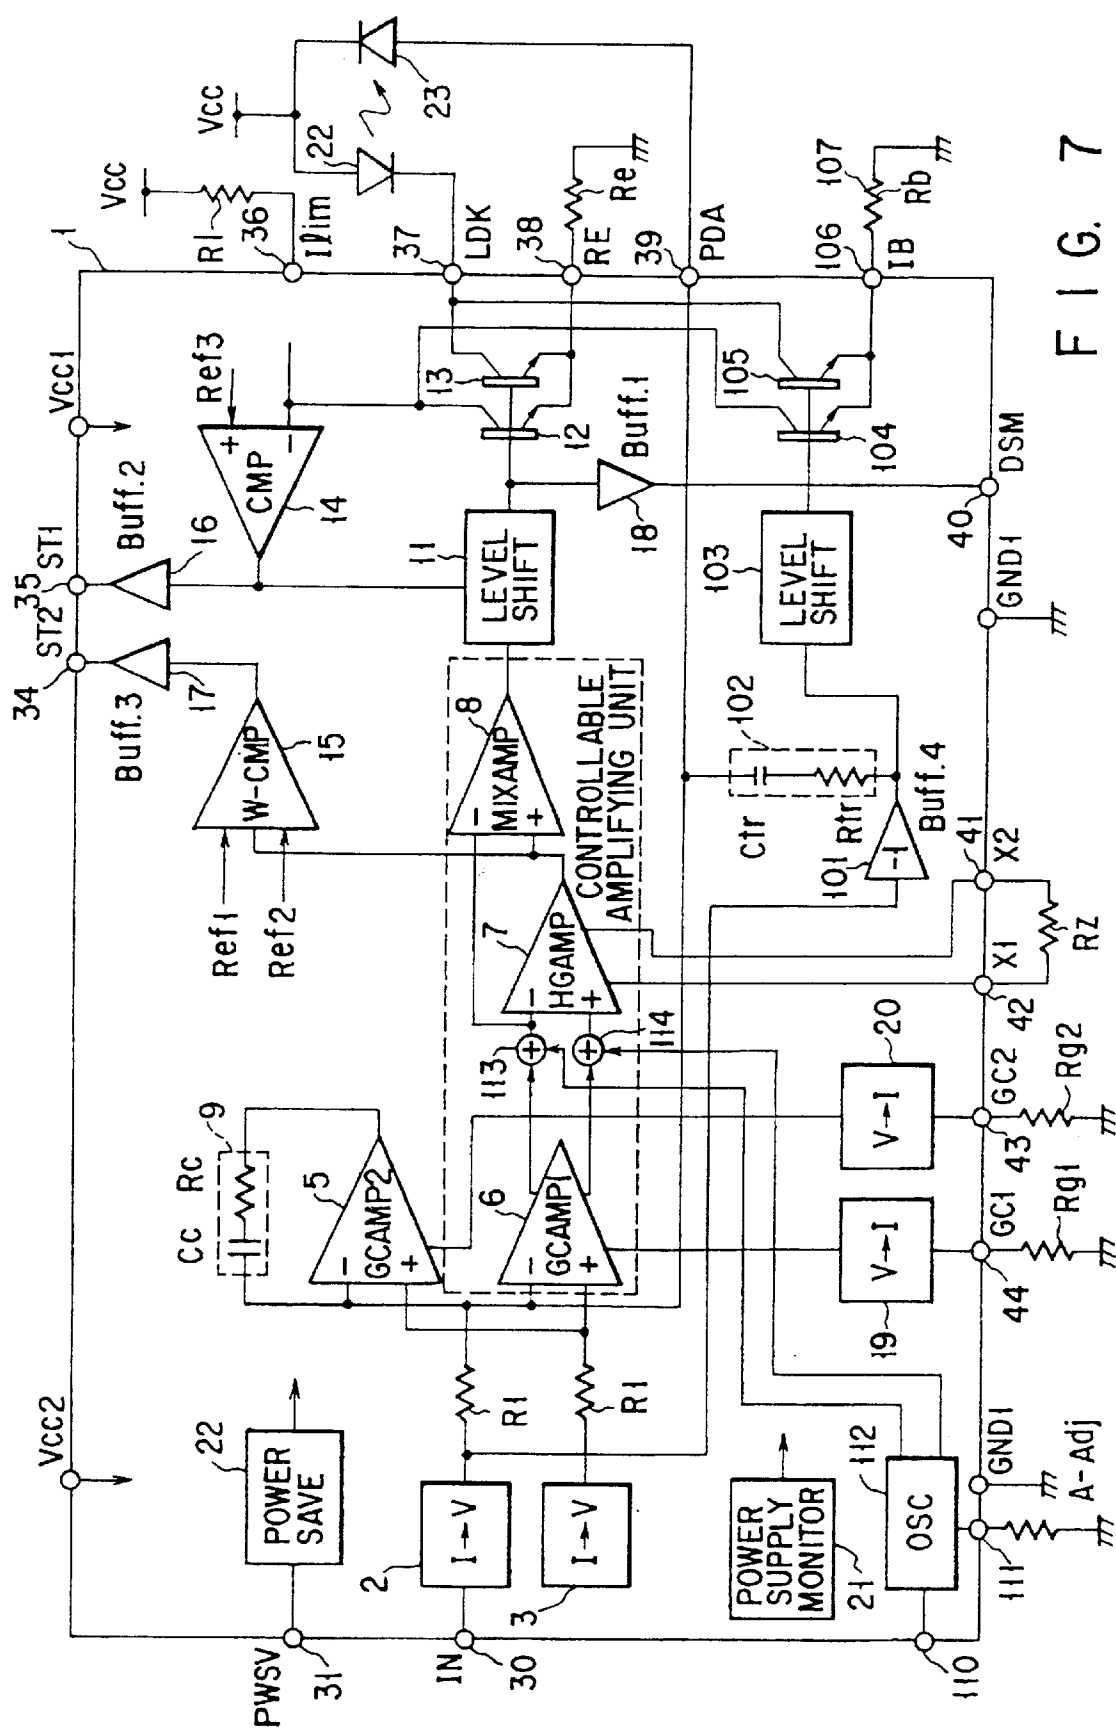 Vcc2
Vcc1
PWSV
31
POWER
SAVE
22
IN
30
I→V
2
I→V
3
R1
R1
Cc
Rc
9
GCAMP2
-
+
5
GCAMP1
-
+
6
113
+
114
+
HGAMP
-
+
7
MIXAMP
-
+
8
CONTROLLABLE
AMPLIFYING UNIT
Ref1
Ref2
W-CMP
15
Buff.3
17
ST2
34
ST1
35
Buff.2
16
CMP
+
-
14
Ref3
LEVEL
SHIFT
11
12
13
Buff.1
18
1
Vcc
R1
36
Iℓim
Vcc
22
23
37
LDK
38
RE
Re
39
PDA
106
IB
107
Rb
104
105
LEVEL
SHIFT
103
Ctr
Rtr
102
-1
101
Buff.4
DSM
40
GND1
41
X2
X1
42
RZ
V→I
20
GC2
43
Rg2
V→I
19
GC1
44
Rg1
POWER
SUPPLY
MONITOR
21
OSC
112
GND1
A-Adj
111
110
FIG. 7